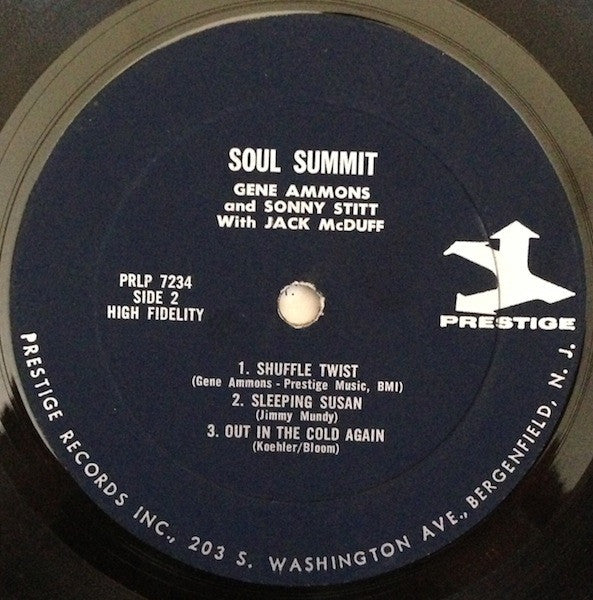 SOUL SUMMIT
GENE AMMONS
and SONNY STITT
With JACK McDUFF
PRLP 7234
SIDE 2
HIGH FIDELITY
PRESTIGE
1. SHUFFLE TWIST
(Gene Ammons - Prestige Music, BMI)
2. SLEEPING SUSAN
(Jimmy Mundy)
3. OUT IN THE COLD AGAIN
(Koehler/Bloom)
PRESTIGE RECORDS INC., 203 S. WASHINGTON AVE., BERGENFIELD, N. J.